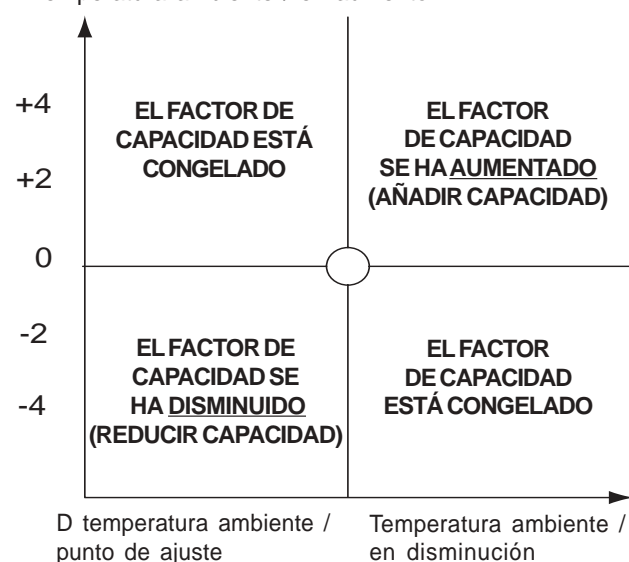 +4
EL FACTOR DE
CAPACIDAD ESTÁ
CONGELADO
EL FACTOR
DE CAPACIDAD
SE HA AUMENTADO
(AÑADIR CAPACIDAD)
+2
0
-2
-4
EL FACTOR DE
CAPACIDAD SE
HA DISMINUIDO
(REDUCIR CAPACIDAD)
EL FACTOR
DE CAPACIDAD
ESTÁ CONGELADO
D temperatura ambiente /
punto de ajuste
Temperatura ambiente /
en disminución